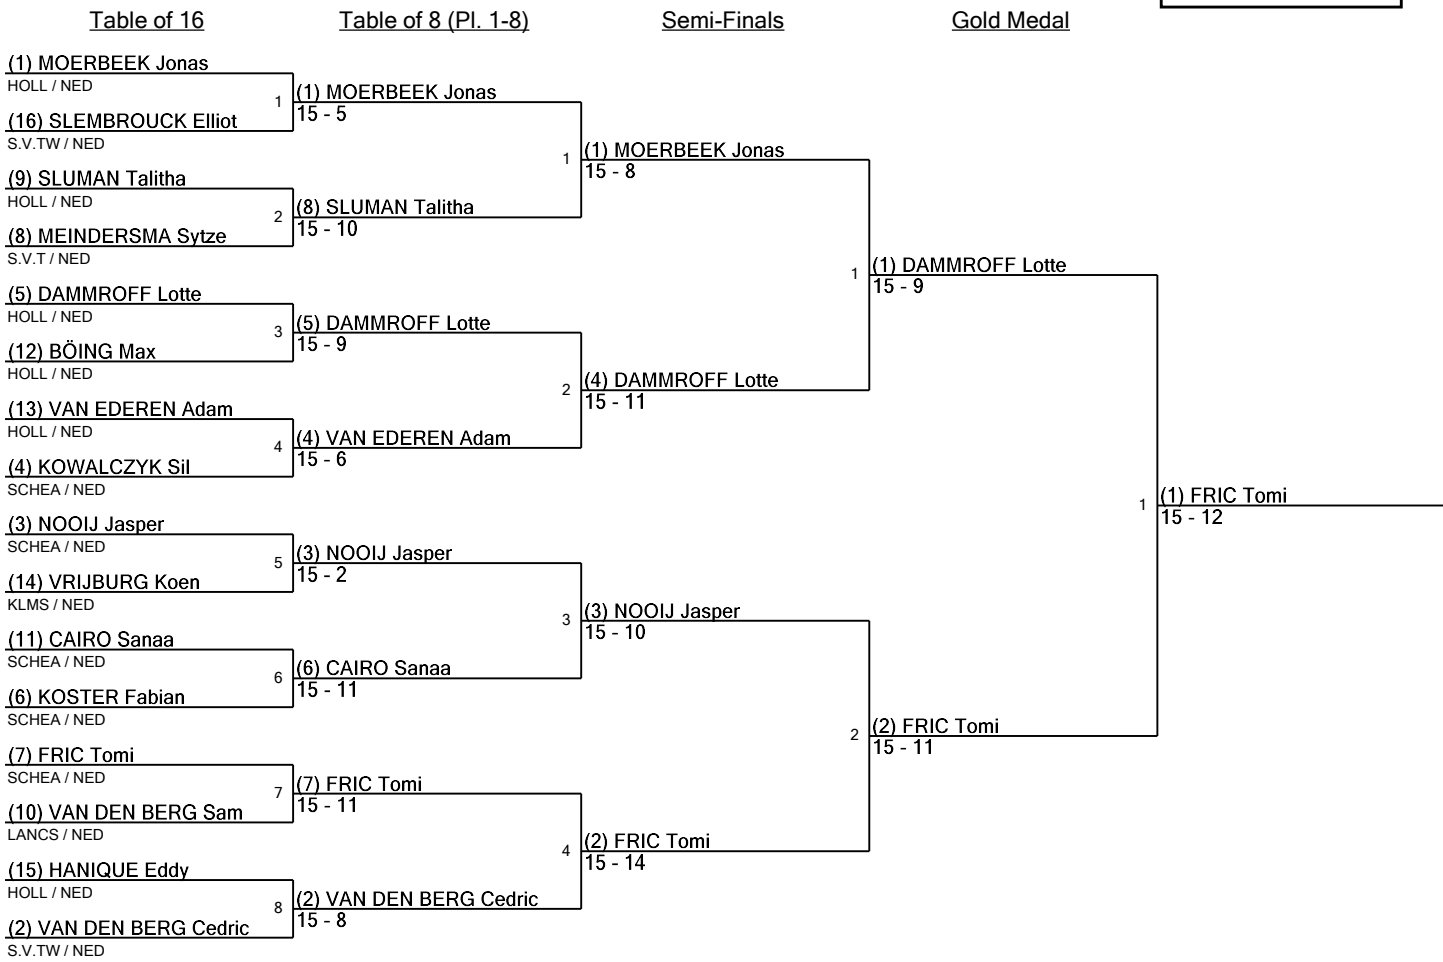 Table of 16
Table of 8 (Pl. 1-8)
Semi-Finals
Gold Medal
(1) MOERBEEK Jonas
HOLL / NED
(16) SLEMBROUCK Elliot
S.V.TW / NED
(9) SLUMAN Talitha
HOLL / NED
(8) MEINDERSMA Sytze
S.V.T / NED
(5) DAMMROFF Lotte
HOLL / NED
(12) BÖING Max
HOLL / NED
(13) VAN EDEREN Adam
HOLL / NED
(4) KOWALCZYK Sil
SCHEA / NED
(3) NOOIJ Jasper
SCHEA / NED
(14) VRIJBURG Koen
KLMS / NED
(11) CAIRO Sanaa
SCHEA / NED
(6) KOSTER Fabian
SCHEA / NED
(7) FRIC Tomi
SCHEA / NED
(10) VAN DEN BERG Sam
LANCS / NED
(15) HANIQUE Eddy
HOLL / NED
(2) VAN DEN BERG Cedric
S.V.TW / NED
1
(1) MOERBEEK Jonas
15 - 5
2
(8) SLUMAN Talitha
15 - 10
3
(5) DAMMROFF Lotte
15 - 9
4
(4) VAN EDEREN Adam
15 - 6
5
(3) NOOIJ Jasper
15 - 2
6
(6) CAIRO Sanaa
15 - 11
7
(7) FRIC Tomi
15 - 11
8
(2) VAN DEN BERG Cedric
15 - 8
1
(1) MOERBEEK Jonas
15 - 8
2
(4) DAMMROFF Lotte
15 - 11
3
(3) NOOIJ Jasper
15 - 10
4
(2) FRIC Tomi
15 - 14
1
(1) DAMMROFF Lotte
15 - 9
2
(2) FRIC Tomi
15 - 11
1
(1) FRIC Tomi
15 - 12